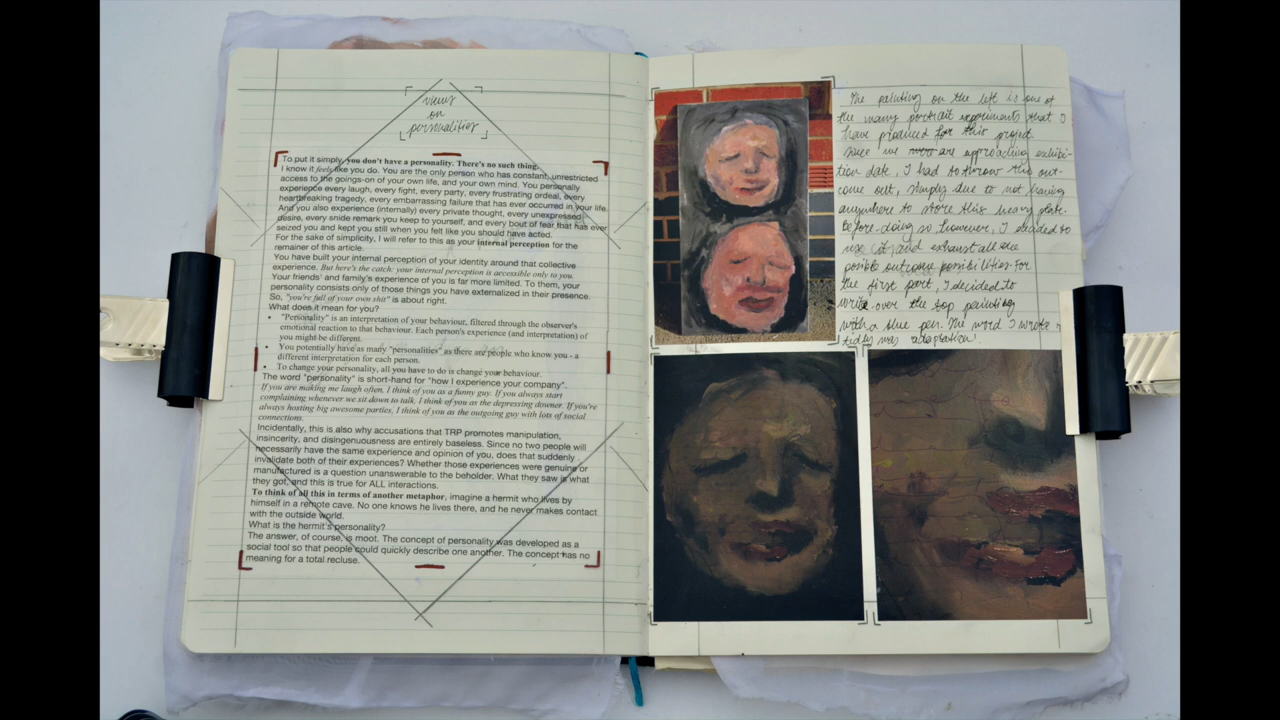 views
on
personalities
To put it simply, you don't have a personality. There's no such thing.
I know it feels like you do. You are the only person who has constant, unrestricted
access to the goings-on of your own life, and your own mind. You personally
experience every laugh, every fight, every party, every frustrating ordeal, every
heartbreaking tragedy, every embarrassing failure that has ever occurred in your life.
And you also experience (internally) every private thought, every unexpressed
desire, every snide remark you keep to yourself, and every bout of fear that has ever
seized you and kept you still when you felt like you should have acted.
For the sake of simplicity, I will refer to this as your internal perception for the
remainer of this article.
You have built your internal perception of your identity around that collective
experience. But here's the catch: your internal perception is accessible only to you.
Your friends' and family's experience of you is far more limited. To them, your
personality consists only of those things you have externalized in their presence.
So, "you're full of your own shit" is about right.
What does it mean for you?
• "Personality" is an interpretation of your behaviour, filtered through the observer's
emotional reaction to that behaviour. Each person's experience (and interpretation) of
you might be different.
• You potentially have as many "personalities" as there are people who know you - a
different interpretation for each person.
• To change your personality, all you have to do is change your behaviour.
The word "personality" is short-hand for "how I experience your company".
If you are making me laugh often, I think of you as a funny guy. If you always start
complaining whenever we sit down to talk, I think of you as the depressing downer. If you're
always hosting big awesome parties, I think of you as the outgoing guy with lots of social
connections.
Incidentally, this is also why accusations that TRP promotes manipulation,
insincerity, and disingenuousness are entirely baseless. Since no two people will
necessarily have the same experience and opinion of you, does that suddenly
invalidate both of their experiences? Whether those experiences were genuine or
manufactured is a question unanswerable to the beholder. What they saw is what
they got, and this is true for ALL interactions.
To think of all this in terms of another metaphor, imagine a hermit who lives by
himself in a remote cave. No one knows he lives there, and he never makes contact
with the outside world.
What is the hermit's personality?
The answer, of course, is moot. The concept of personality was developed as a
social tool so that people could quickly describe one another. The concept has no
meaning for a total recluse.
The painting on the left is one of
the many portrait experiments that I
have produced for this project.
Since we were are approaching exhibi-
tion date, I had to throw this out-
come out, simply due to not having
anywhere to store this heavy plate.
Before doing so however, I decided to
use it and exhaust all the
posible outcome possibilities. For
the first part, I decided to
write over the top painting
with a blue pen. The word I wrote
was adaptation.